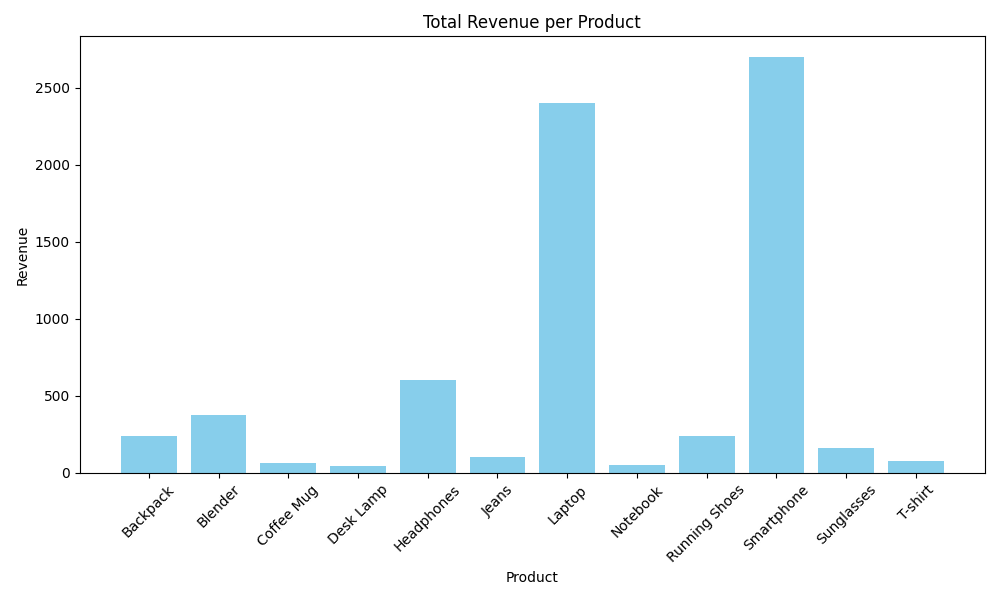 Total Revenue per Product
Revenue
2500
2000
1500
1000
500
0
Backpack
Blender
Coffee Mug
Desk Lamp
Headphones
Jeans
Laptop
Notebook
Running Shoes
Smartphone
Sunglasses
T-shirt
Product